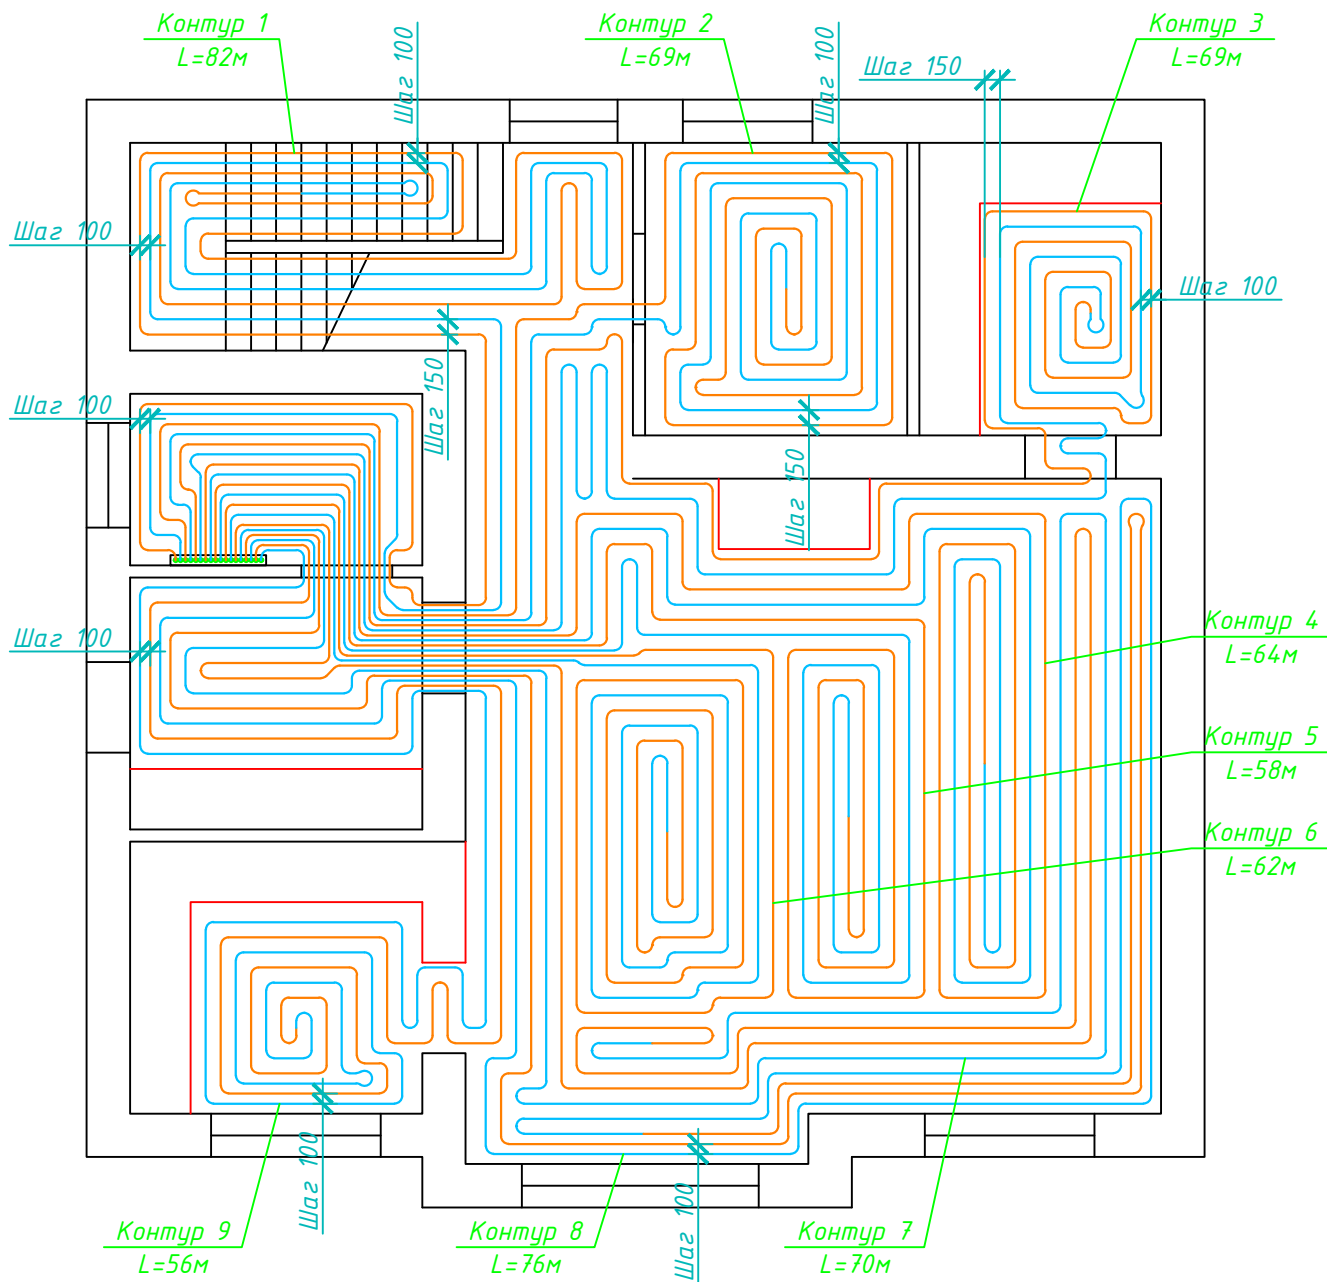 Контур 1
L=82м
Шаг 100
Контур 2
L=69м
Шаг 100
Шаг 150
Контур 3
L=69м
Шаг 100
Шаг 100
Шаг 150
Шаг 100
Шаг 150
Шаг 100
Контур 4
L=64м
Контур 5
L=58м
Контур 6
L=62м
Шаг 100
Шаг 100
Контур 9
L=56м
Контур 8
L=76м
Контур 7
L=70м